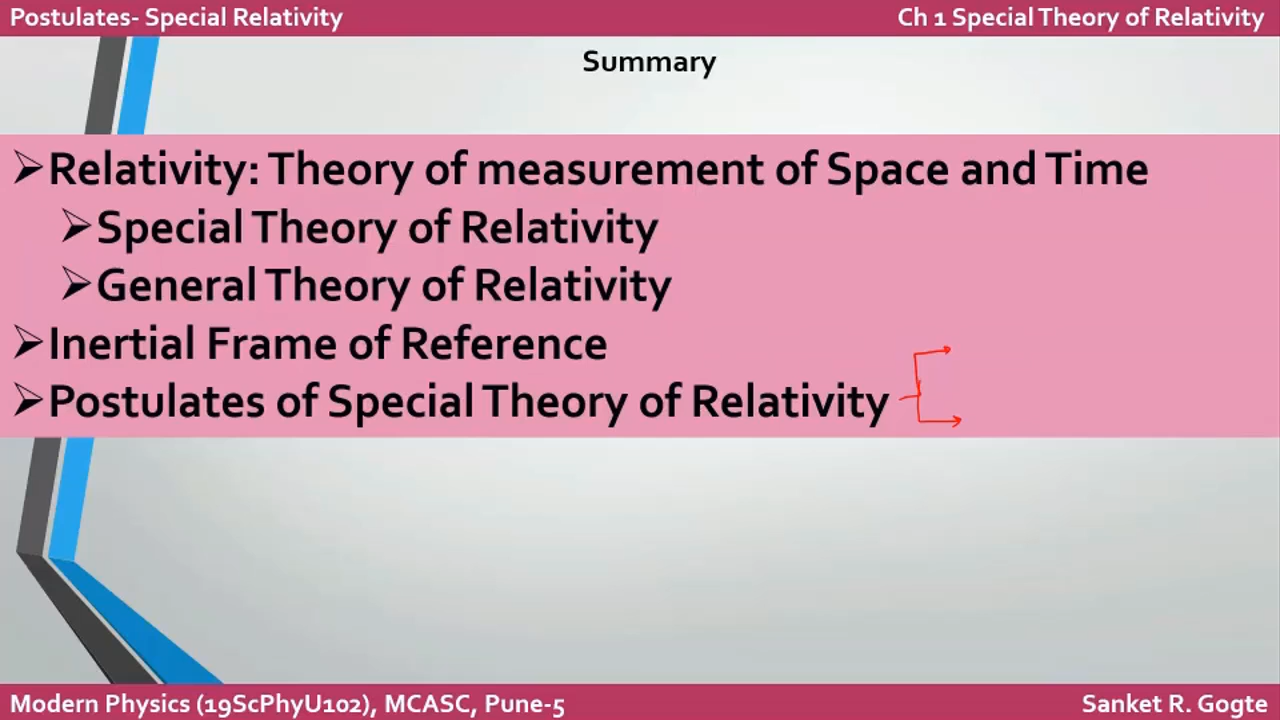 Postulates- Special Relativity
Ch 1 Special Theory of Relativity
Summary
➢Relativity: Theory of measurement of Space and Time
➢Special Theory of Relativity
➢General Theory of Relativity
➢Inertial Frame of Reference
➢Postulates of Special Theory of Relativity
Modern Physics (19ScPhyU102), MCASC, Pune-5
Sanket R. Gogte